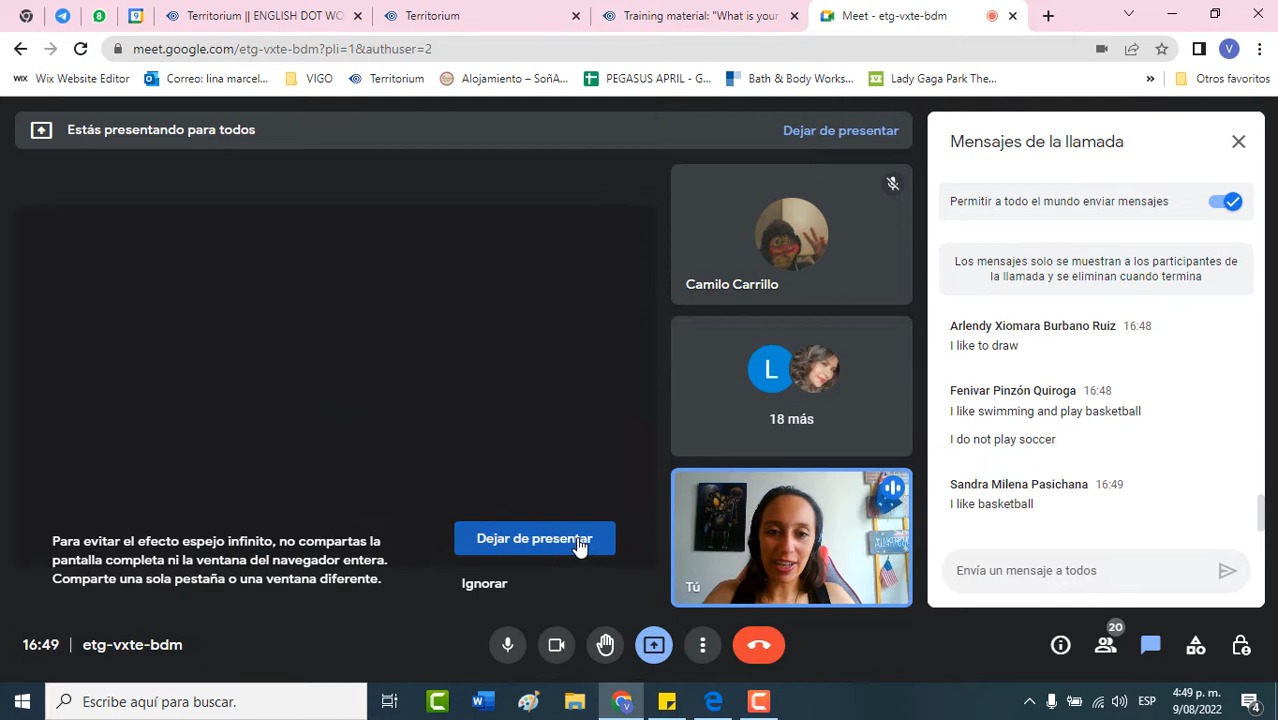 Territorium || ENGLISH DOT WO
Territorium
Training material: "What is your
Meet - etg-vxte-bdm
meet.google.com/etg-vxte-bdm?pli=1&authuser=2
V
WIX Wix Website Editor
Correo: lina marcel...
VIGO
Territorium
Alojamiento – SoñA...
PEGASUS APRIL - G...
Bath & Body Works...
Lady Gaga Park The...
»
Otros favoritos
Estás presentando para todos
Dejar de presentar
Camilo Carrillo
L
18 más
Tú
Para evitar el efecto espejo infinito, no compartas la
pantalla completa ni la ventana del navegador entera.
Comparte una sola pestaña o una ventana diferente.
Dejar de presentar
Ignorar
Mensajes de la llamada
Permitir a todo el mundo enviar mensajes
Los mensajes solo se muestran a los participantes de
la llamada y se eliminan cuando termina
Arlendy Xiomara Burbano Ruiz 16:48
I like to draw
Fenivar Pinzón Quiroga 16:48
I like swimming and play basketball
I do not play soccer
Sandra Milena Pasichana 16:49
I like basketball
Envía un mensaje a todos
16:49 | etg-vxte-bdm
20
Escribe aquí para buscar.
ESP
4:49 p. m.
9/08/2022
4